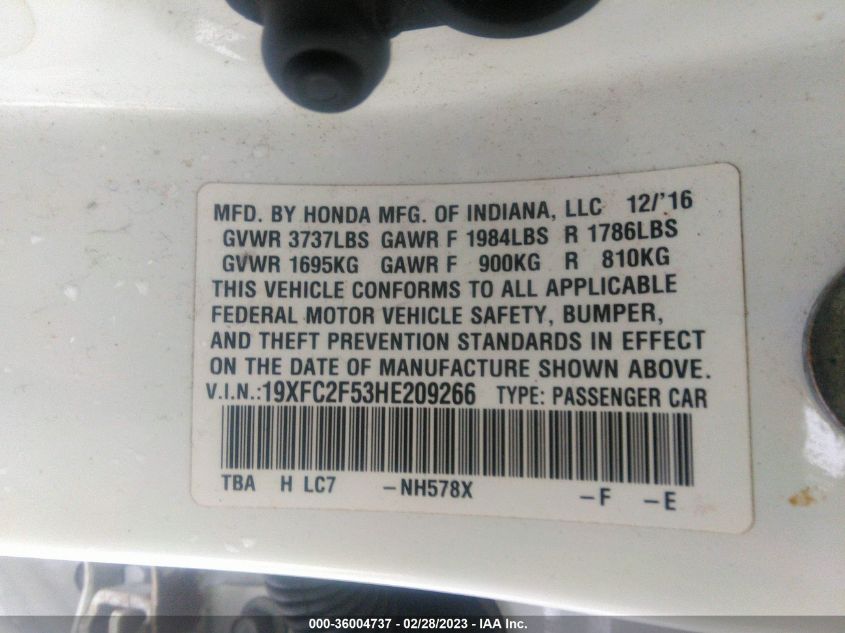 MFD. BY HONDA MFG. OF INDIANA, LLC 12/'16
GVWR 3737LBS GAWR F 1984LBS R 1786LBS
GVWR 1695KG GAWR F 900KG R 810KG
THIS VEHICLE CONFORMS TO ALL APPLICABLE
FEDERAL MOTOR VEHICLE SAFETY, BUMPER,
AND THEFT PREVENTION STANDARDS IN EFFECT
ON THE DATE OF MANUFACTURE SHOWN ABOVE.
V.I.N.:19XFC2F53HE209266 TYPE: PASSENGER CAR
TBA H LC7 -NH578X -F -E
000-36004737 - 02/28/2023 - IAA Inc.